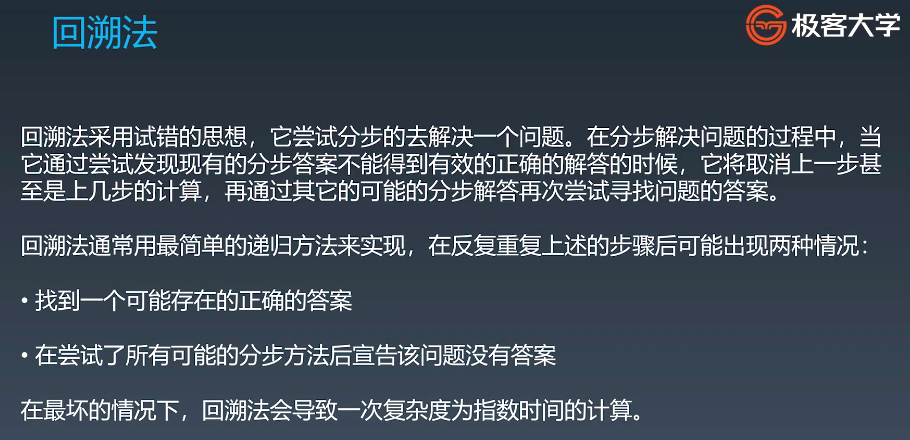 回溯法
极客大学
回溯法采用试错的思想，它尝试分步的去解决一个问题。在分步解决问题的过程中，当
它通过尝试发现现有的分步答案不能得到有效的正确的解答的时候，它将取消上一步甚
至是上几步的计算，再通过其它的可能的分步解答再次尝试寻找问题的答案。
回溯法通常用最简单的递归方法来实现，在反复重复上述的步骤后可能出现两种情况：
• 找到一个可能存在的正确的答案
• 在尝试了所有可能的分步方法后宣告该问题没有答案
在最坏的情况下，回溯法会导致一次复杂度为指数时间的计算。